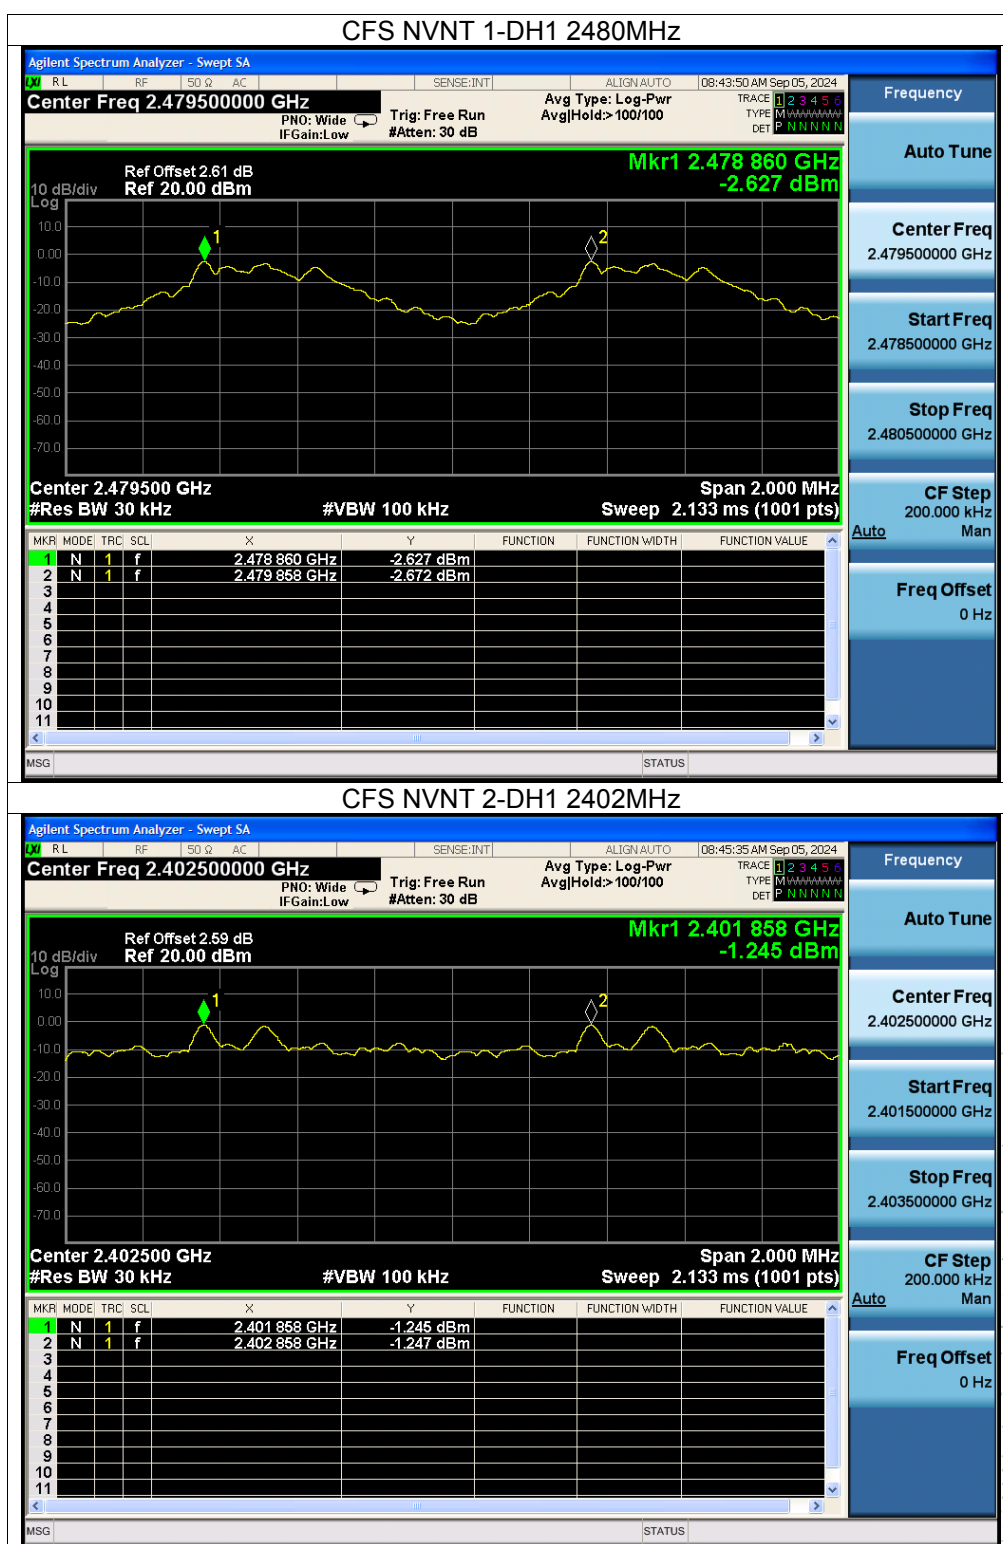 CFS NVNT 1-DH1 2480MHz
Agilent Spectrum Analyzer - Swept SA
LXI RL RF 50 Ω AC SENSE:INT ALIGN AUTO 08:43:50 AM Sep 05, 2024
Center Freq 2.479500000 GHz Avg Type: Log-Pwr TRACE 1 2 3 4 5 6
PNO: Wide Trig: Free Run Avg|Hold:>100/100 TYPE M
IFGain:Low #Atten: 30 dB DET P N N N N N
Mkr1 2.478 860 GHz
-2.627 dBm
Ref Offset 2.61 dB
10 dB/div Ref 20.00 dBm
Log
10.0
0.00
-10.0
-20.0
-30.0
-40.0
-50.0
-60.0
-70.0
1
2
Center 2.479500 GHz Span 2.000 MHz
#Res BW 30 kHz #VBW 100 kHz Sweep 2.133 ms (1001 pts)
MKR MODE TRC SCL X Y FUNCTION FUNCTION WIDTH FUNCTION VALUE
1 N 1 f 2.478 860 GHz -2.627 dBm
2 N 1 f 2.479 858 GHz -2.672 dBm
3
4
5
6
7
8
9
10
11
MSG STATUS
Frequency
Auto Tune
Center Freq
2.479500000 GHz
Start Freq
2.478500000 GHz
Stop Freq
2.480500000 GHz
CF Step
200.000 kHz
Auto Man
Freq Offset
0 Hz
CFS NVNT 2-DH1 2402MHz
Agilent Spectrum Analyzer - Swept SA
LXI RL RF 50 Ω AC SENSE:INT ALIGN AUTO 08:45:35 AM Sep 05, 2024
Center Freq 2.402500000 GHz Avg Type: Log-Pwr TRACE 1 2 3 4 5 6
PNO: Wide Trig: Free Run Avg|Hold:>100/100 TYPE M
IFGain:Low #Atten: 30 dB DET P N N N N N
Mkr1 2.401 858 GHz
-1.245 dBm
Ref Offset 2.59 dB
10 dB/div Ref 20.00 dBm
Log
10.0
0.00
-10.0
-20.0
-30.0
-40.0
-50.0
-60.0
-70.0
1
2
Center 2.402500 GHz Span 2.000 MHz
#Res BW 30 kHz #VBW 100 kHz Sweep 2.133 ms (1001 pts)
MKR MODE TRC SCL X Y FUNCTION FUNCTION WIDTH FUNCTION VALUE
1 N 1 f 2.401 858 GHz -1.245 dBm
2 N 1 f 2.402 858 GHz -1.247 dBm
3
4
5
6
7
8
9
10
11
MSG STATUS
Frequency
Auto Tune
Center Freq
2.402500000 GHz
Start Freq
2.401500000 GHz
Stop Freq
2.403500000 GHz
CF Step
200.000 kHz
Auto Man
Freq Offset
0 Hz